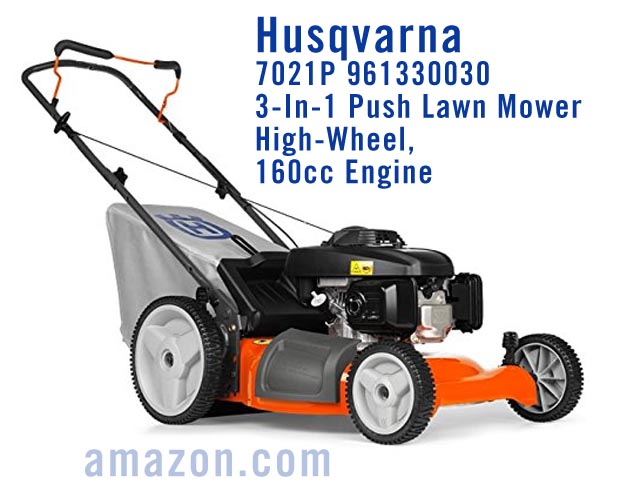 Husqvarna
7021P 961330030
3-In-1 Push Lawn Mower
High-Wheel,
160cc Engine
amazon.com